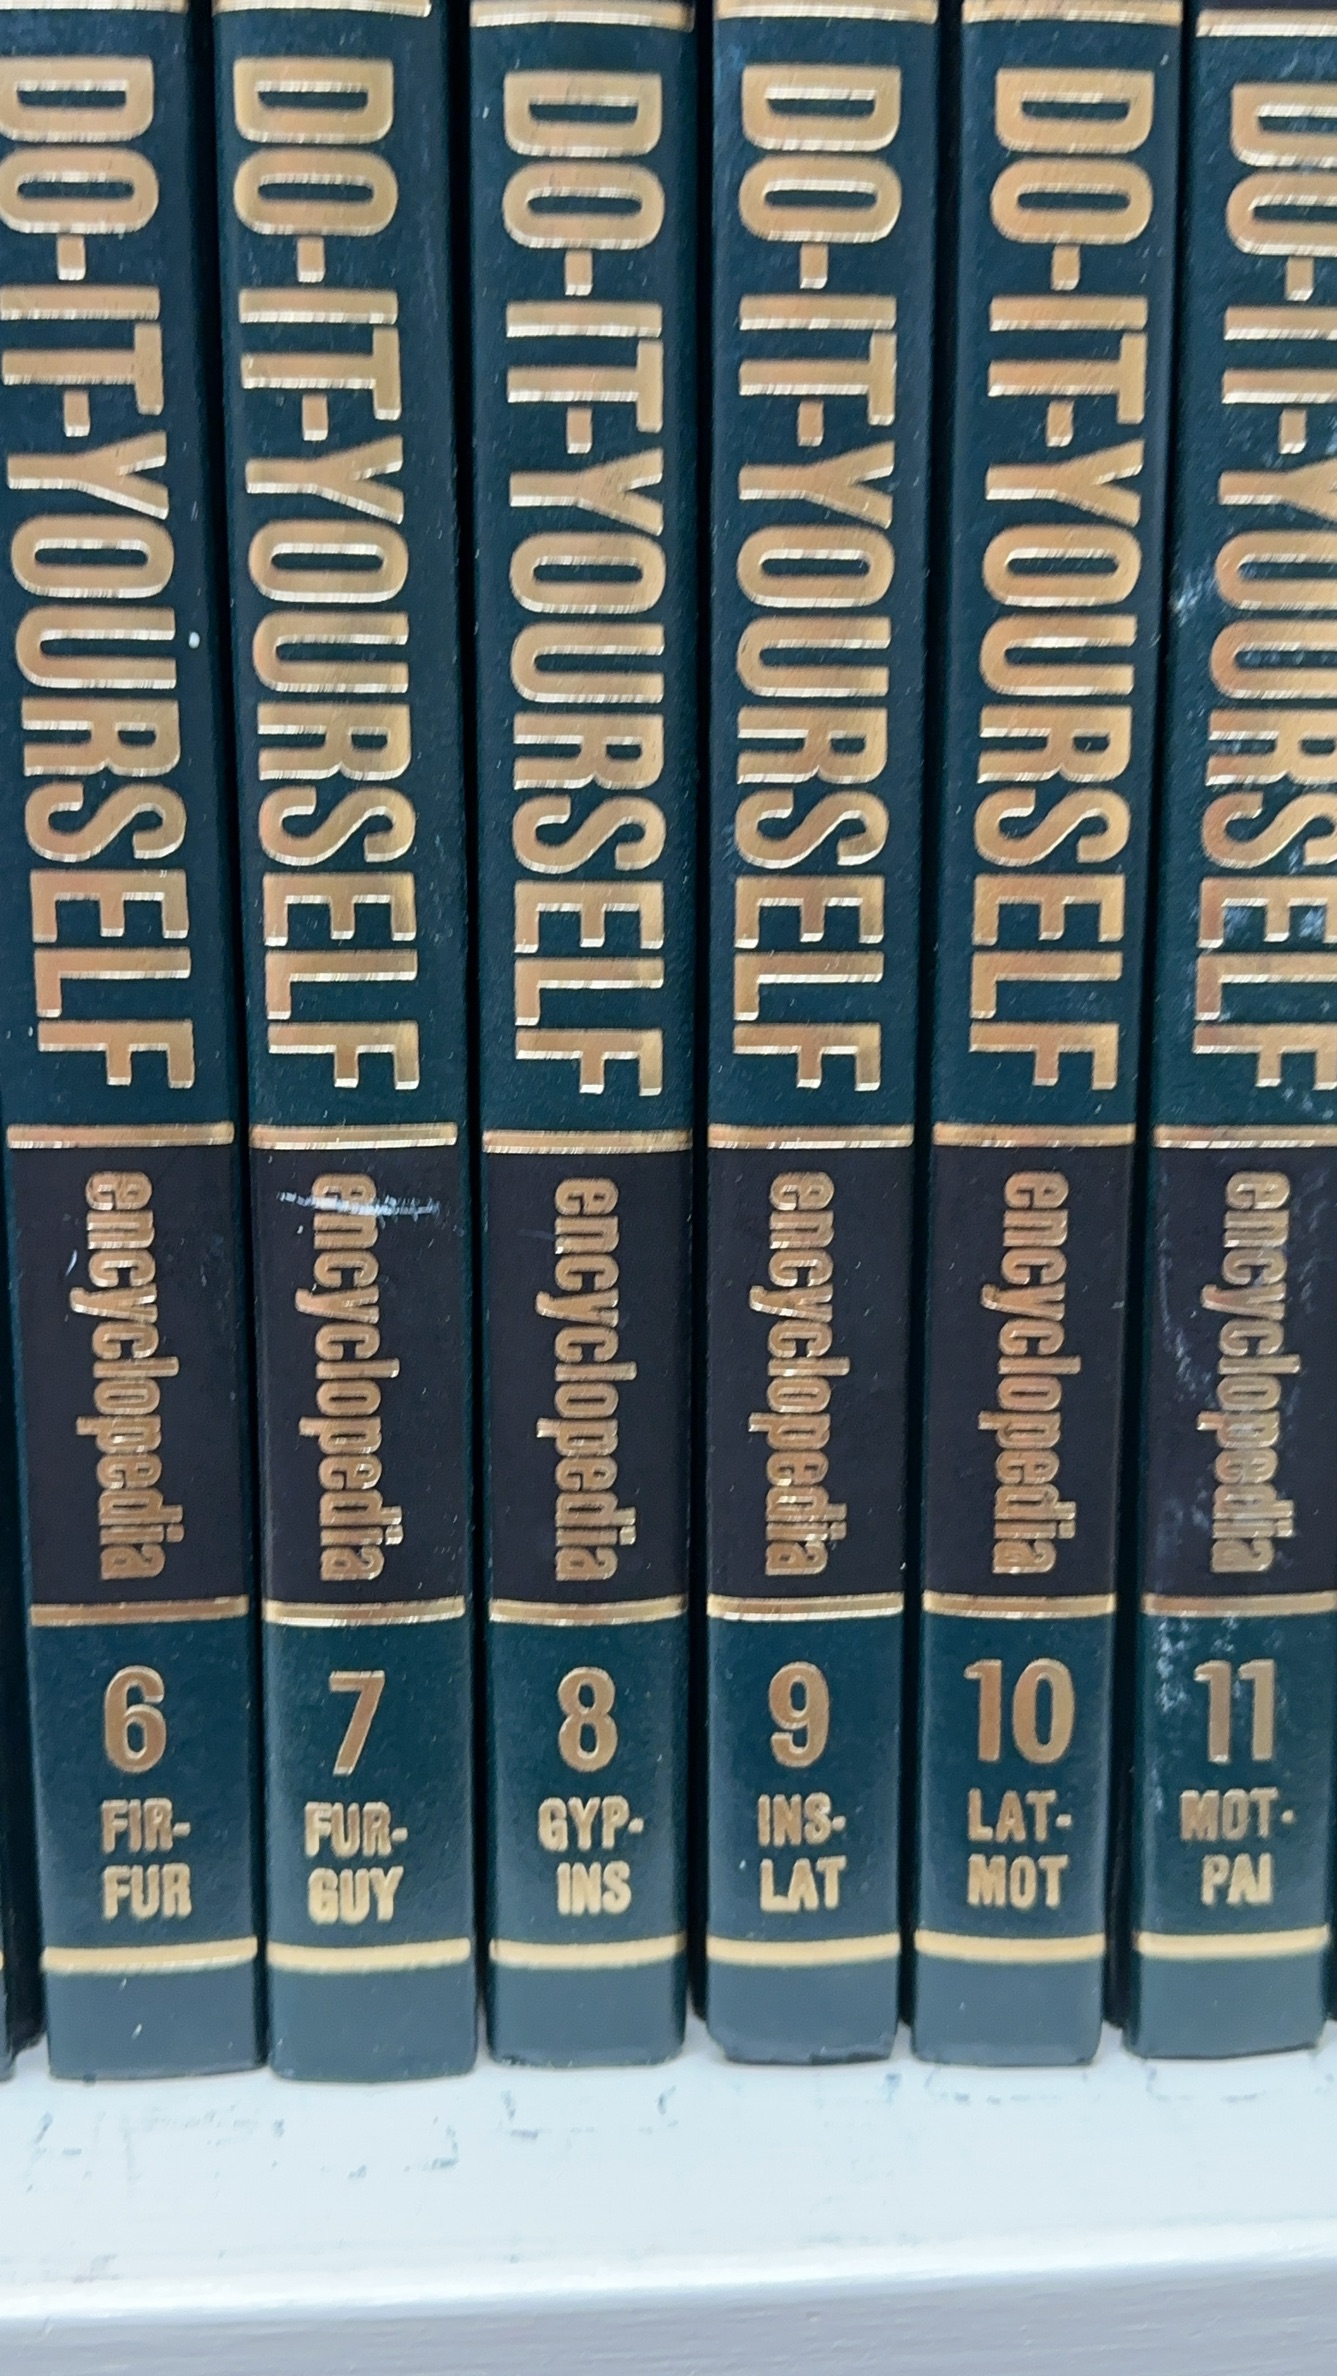 DO-IT-YOURSELF
encyclopedia
6
FIR-
FUR
DO-IT-YOURSELF
encyclopedia
7
FUR-
GUY
DO-IT-YOURSELF
encyclopedia
8
GYP-
INS
DO-IT-YOURSELF
encyclopedia
9
INS-
LAT
DO-IT-YOURSELF
encyclopedia
10
LAT-
MOT
DO-IT-YOURSELF
encyclopedia
11
MOT-
PAI